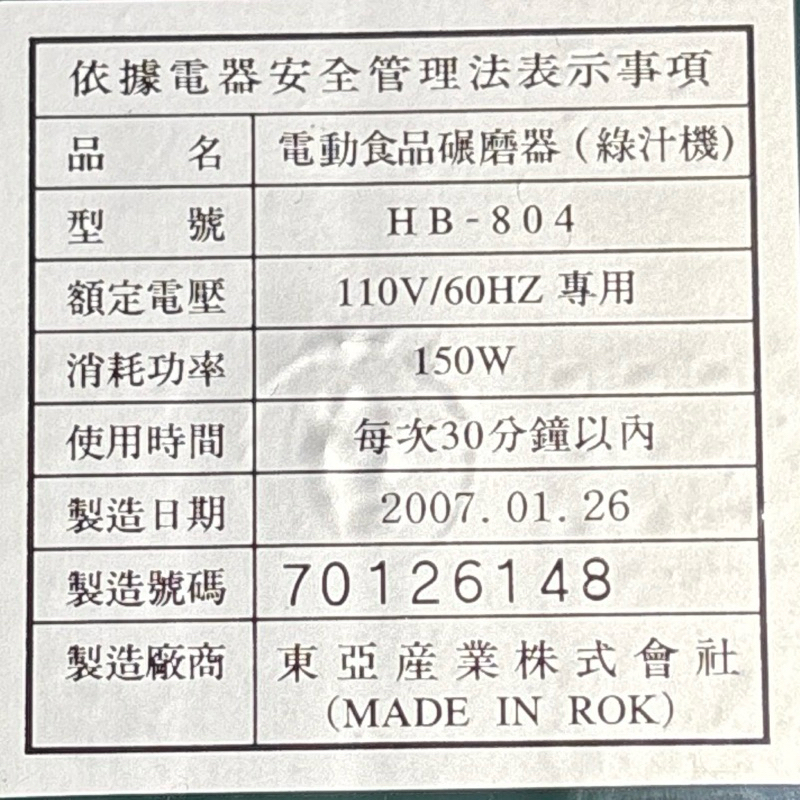 依據電器安全管理法表示事項
品 名 電動食品碾磨器(綠汁機)
型 號 HB-804
額定電壓 110V/60HZ 專用
消耗功率 150W
使用時間 每次30分鐘以內
製造日期 2007. 01. 26
製造號碼 70126148
製造廠商 東亞産業株式會社
(MADE IN ROK)